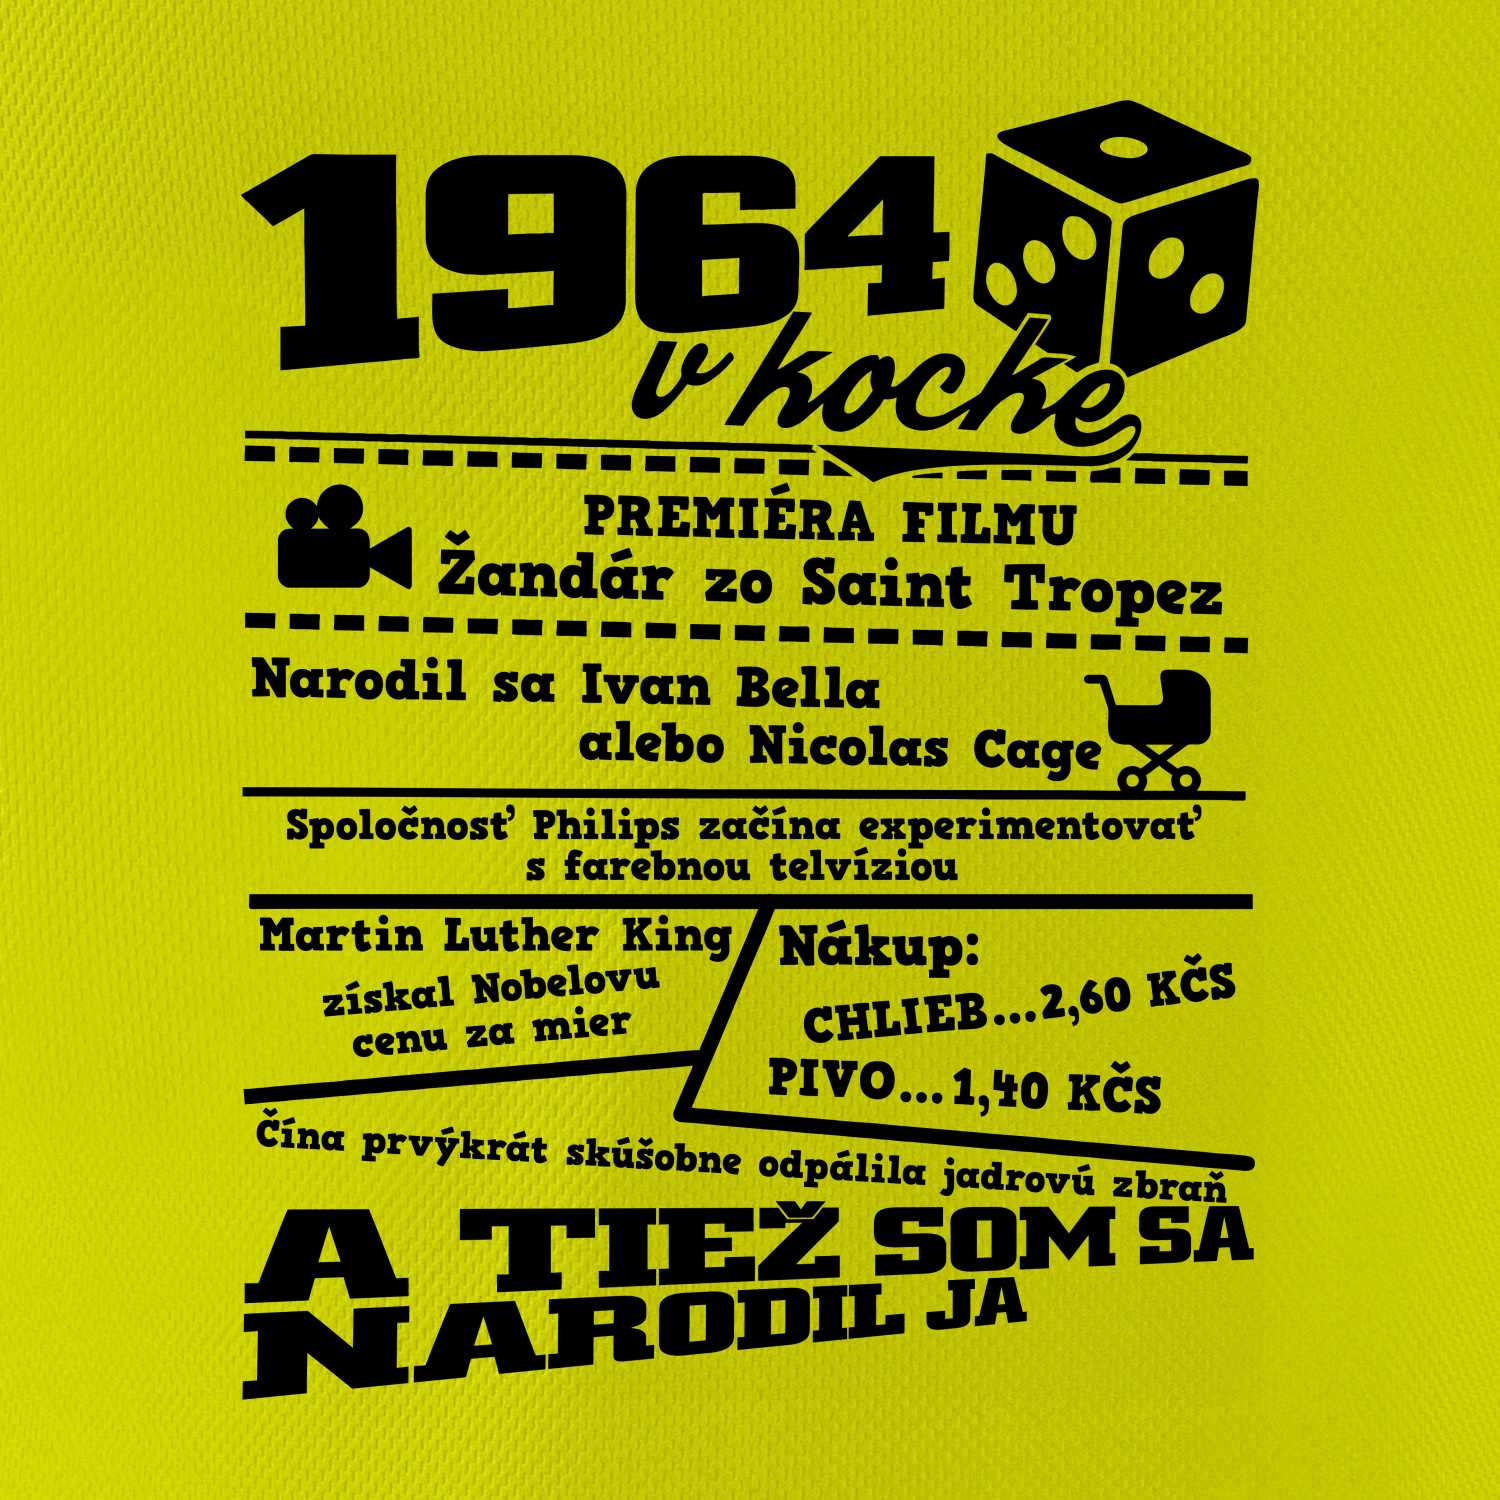 1964
v kocke
PREMIÉRA FILMU
Žandár zo Saint Tropez
Narodil sa Ivan Bella
alebo Nicolas Cage
Spoločnosť Philips začína experimentovať
s farebnou telvíziou
Martin Luther King
získal Nobelovu
cenu za mier
Nákup:
CHLIEB...2,60 KČS
PIVO...1,40 KČS
Čína prvýkrát skúšobne odpálila jadrovú zbraň
A TIEŽ SOM SA
NARODIL JA